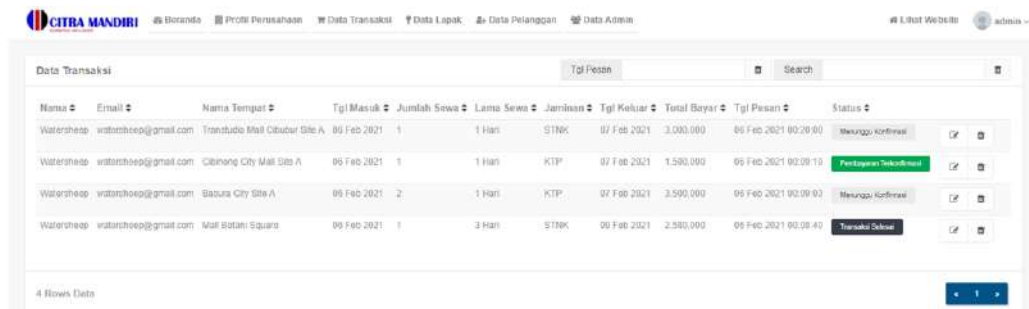 CITRA MANDIRI Beranda Profil Perusahaan Data Transaksi Data Lapak Data Pelanggan Data Admin Lihat Website admin
Data Transaksi Tgl Pesan Search
Nama Email Nama Tempat Tgl Masuk Jumlah Sewa Lama Sewa Jaminan Tgl Keluar Total Bayar Tgl Pesan Status
Watersheep watersheep@gmail.com Transtudio Mall Cibubur Site A 06 Feb 2021 1 1 Hari STNK 07 Feb 2021 3,000,000 06 Feb 2021 00:20:00 Menunggu Konfirmasi
Watersheep watersheep@gmail.com Cibinong City Mall Site A 06 Feb 2021 1 1 Hari KTP 07 Feb 2021 1,500,000 06 Feb 2021 Pembayaran Terkonfirmasi
Watersheep watersheep@gmail.com Basura City Site A 06 Feb 2021 2 1 Hari KTP 07 Feb 2021 3,500,000 06 Feb 2021 Menunggu Konfirmasi
Watersheep watersheep@gmail.com Mall Botani Square 06 Feb 2021 1 3 Hari STNK 09 Feb 2021 2,580,000 06 Feb 2021 00:08:40 Transaksi Selesai
4 Rows Data 1